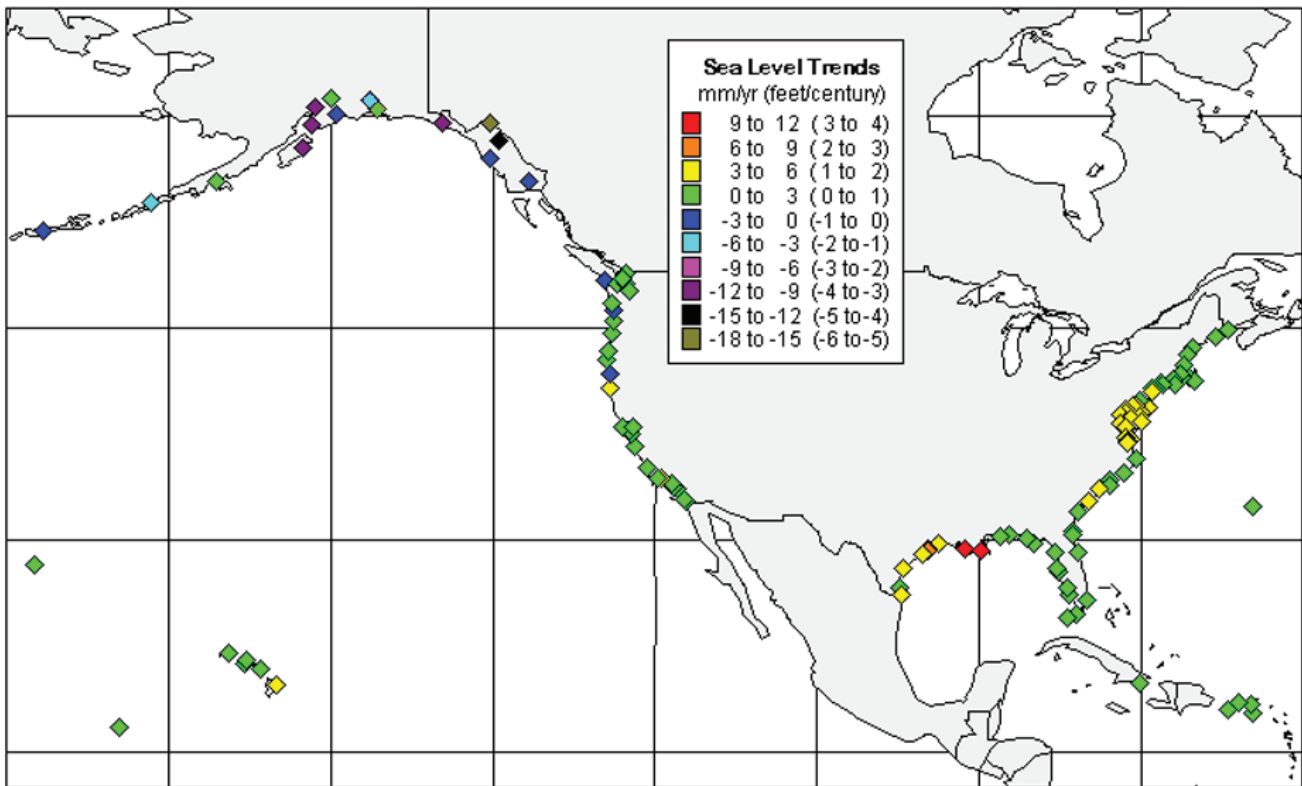 Sea Level Trends
mm/yr (feet/century)
9 to 12 (3 to 4)
6 to 9 (2 to 3)
3 to 6 (1 to 2)
0 to 3 (0 to 1)
-3 to 0 (-1 to 0)
-6 to -3 (-2 to -1)
-9 to -6 (-3 to -2)
-12 to -9 (-4 to -3)
-15 to -12 (-5 to -4)
-18 to -15 (-6 to -5)